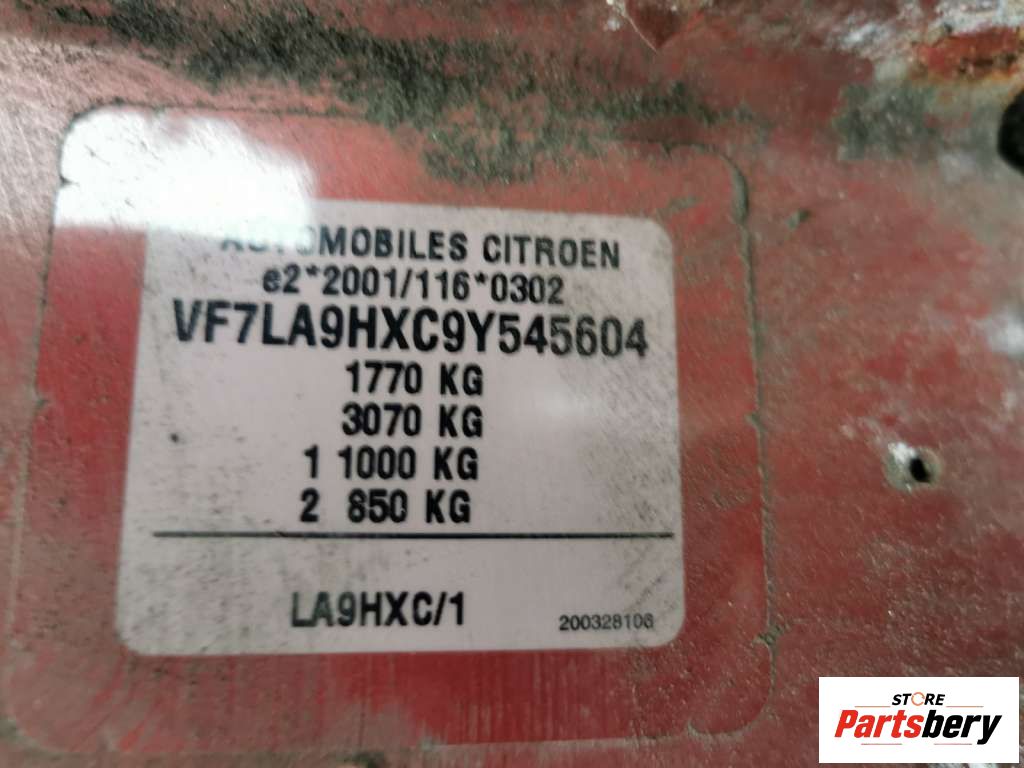 AUTOMOBILES CITROEN
e2*2001/116*0302
VF7LA9HXC9Y545604
1770 KG
3070 KG
1 1000 KG
2 850 KG
LA9HXC/1
200328106
STORE
Partsbery